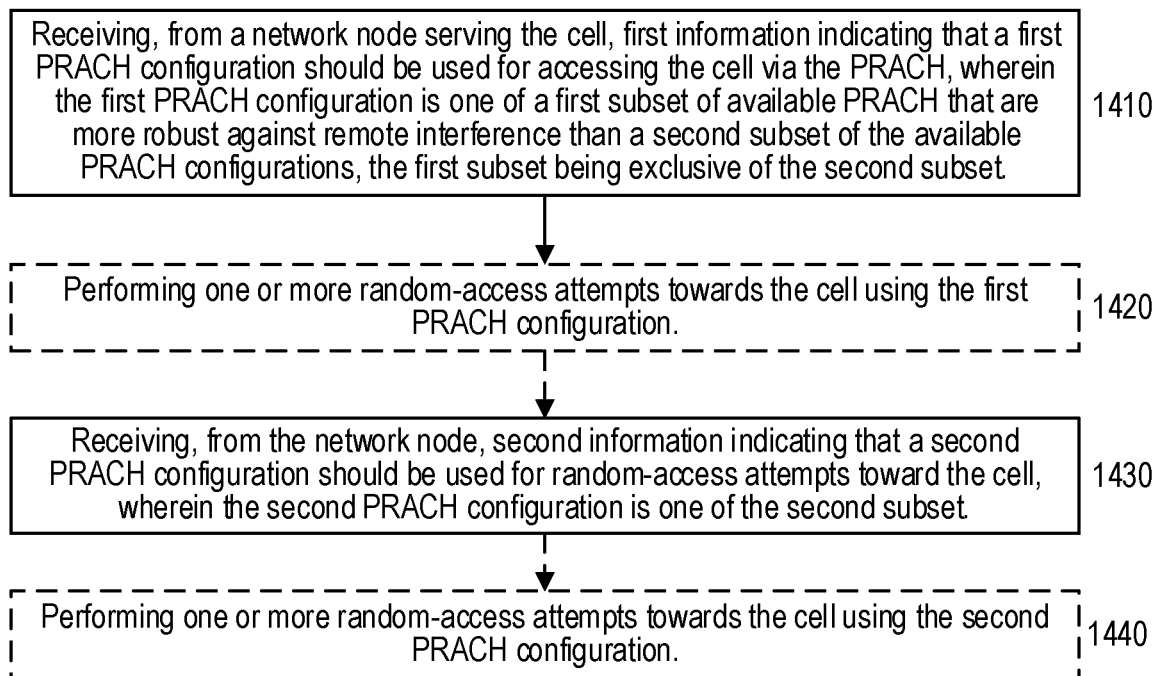 Receiving, from a network node serving the cell, first information indicating that a first
PRACH configuration should be used for accessing the cell via the PRACH, wherein
the first PRACH configuration is one of a first subset of available PRACH that are
more robust against remote interference than a second subset of the available
PRACH configurations, the first subset being exclusive of the second subset.
1410
Performing one or more random-access attempts towards the cell using the first
PRACH configuration.
1420
Receiving, from the network node, second information indicating that a second
PRACH configuration should be used for random-access attempts toward the cell,
wherein the second PRACH configuration is one of the second subset.
1430
Performing one or more random-access attempts towards the cell using the second
PRACH configuration.
1440